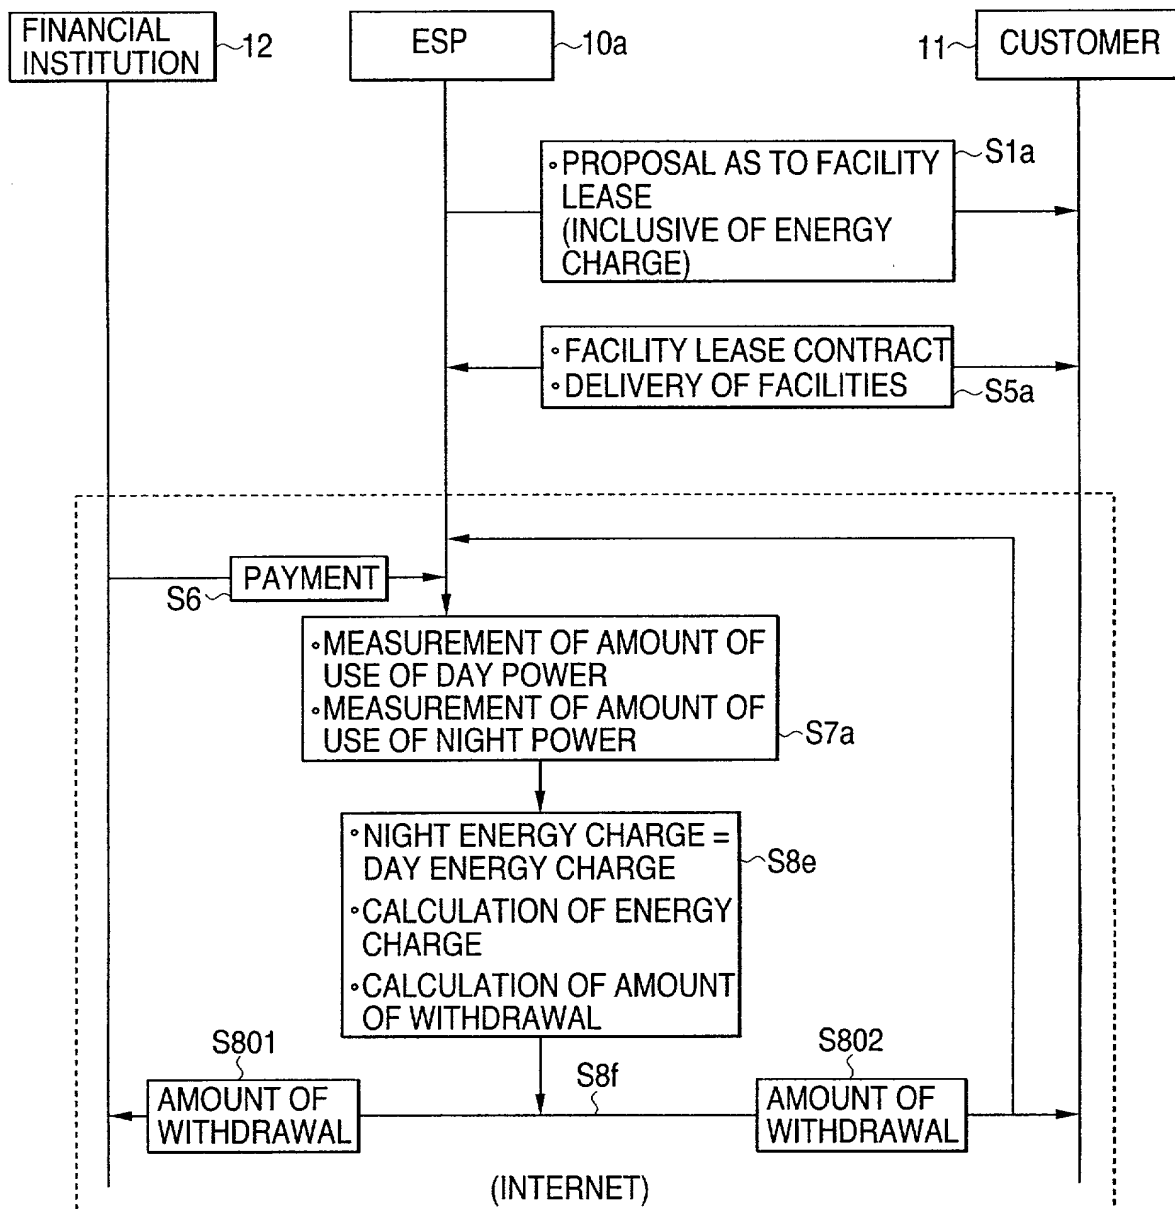 FINANCIAL
INSTITUTION
12
ESP
10a
11
CUSTOMER
S1a
◦PROPOSAL AS TO FACILITY
LEASE
(INCLUSIVE OF ENERGY
CHARGE)
◦FACILITY LEASE CONTRACT
◦DELIVERY OF FACILITIES
S5a
PAYMENT
S6
◦MEASUREMENT OF AMOUNT OF
USE OF DAY POWER
◦MEASUREMENT OF AMOUNT OF
USE OF NIGHT POWER
S7a
◦NIGHT ENERGY CHARGE =
DAY ENERGY CHARGE
S8e
◦CALCULATION OF ENERGY
CHARGE
◦CALCULATION OF AMOUNT
OF WITHDRAWAL
S801
AMOUNT OF
WITHDRAWAL
S8f
S802
AMOUNT OF
WITHDRAWAL
(INTERNET)